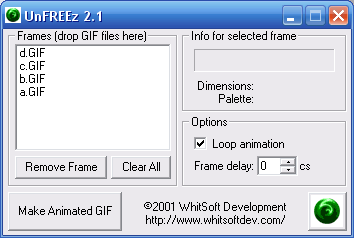 UnFREEz 2.1
Frames (drop GIF files here)
d.GIF
c.GIF
b.GIF
a.GIF
Remove Frame
Clear All
Info for selected frame
Dimensions:
Palette:
Options
Loop animation
Frame delay: 0 cs
Make Animated GIF
©2001 WhitSoft Development
http://www.whitsoftdev.com/